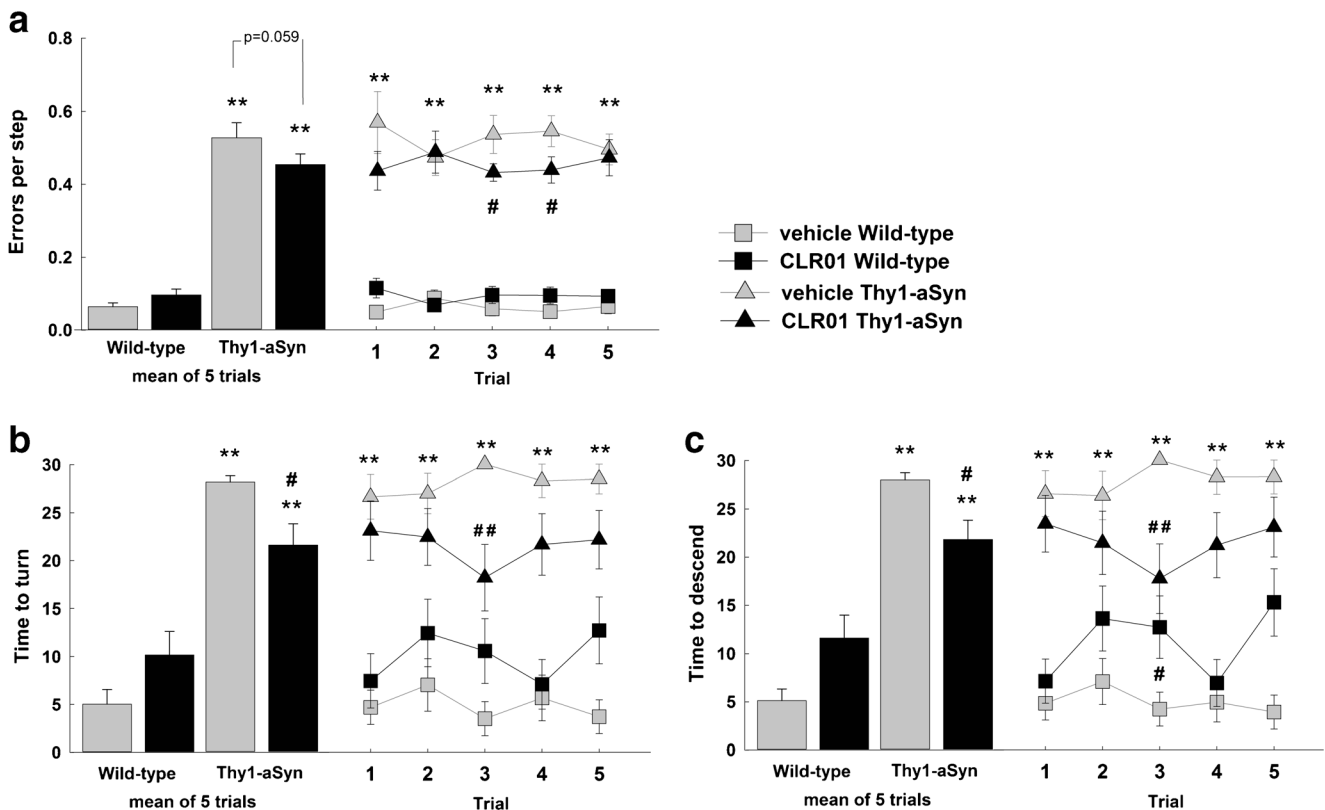 a
Errors per step
0.8
0.6
0.4
0.2
0.0
p=0.059
**
**
**
**
**
**
**
#
#
Wild-type
Thy1-aSyn
mean of 5 trials
1
2
3
4
5
Trial
vehicle Wild-type
CLR01 Wild-type
vehicle Thy1-aSyn
CLR01 Thy1-aSyn
b
Time to turn
30
25
20
15
10
5
0
**
#
**
**
**
**
**
**
##
Wild-type
Thy1-aSyn
mean of 5 trials
1
2
3
4
5
Trial
c
Time to descend
30
25
20
15
10
5
0
**
#
**
**
**
**
**
**
##
#
Wild-type
Thy1-aSyn
mean of 5 trials
1
2
3
4
5
Trial